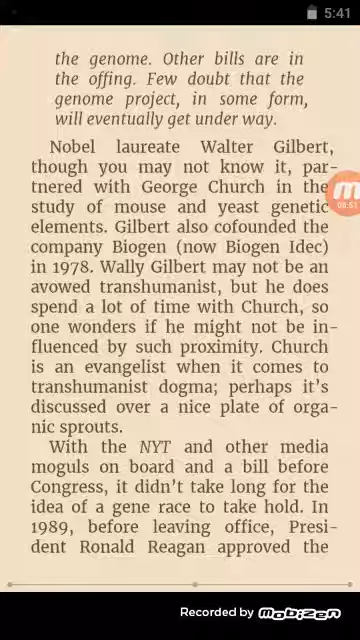 5:41
the genome. Other bills are in
the offing. Few doubt that the
genome project, in some form,
will eventually get under way.
Nobel laureate Walter Gilbert,
though you may not know it, par-
tnered with George Church in the
study of mouse and yeast genetic
elements. Gilbert also cofounded the
company Biogen (now Biogen Idec)
in 1978. Wally Gilbert may not be an
avowed transhumanist, but he does
spend a lot of time with Church, so
one wonders if he might not be in-
fluenced by such proximity. Church
is an evangelist when it comes to
transhumanist dogma; perhaps it's
discussed over a nice plate of orga-
nic sprouts.
With the NYT and other media
moguls on board and a bill before
Congress, it didn't take long for the
idea of a gene race to take hold. In
1989, before leaving office, Presi-
dent Ronald Reagan approved the
Recorded by mobizen